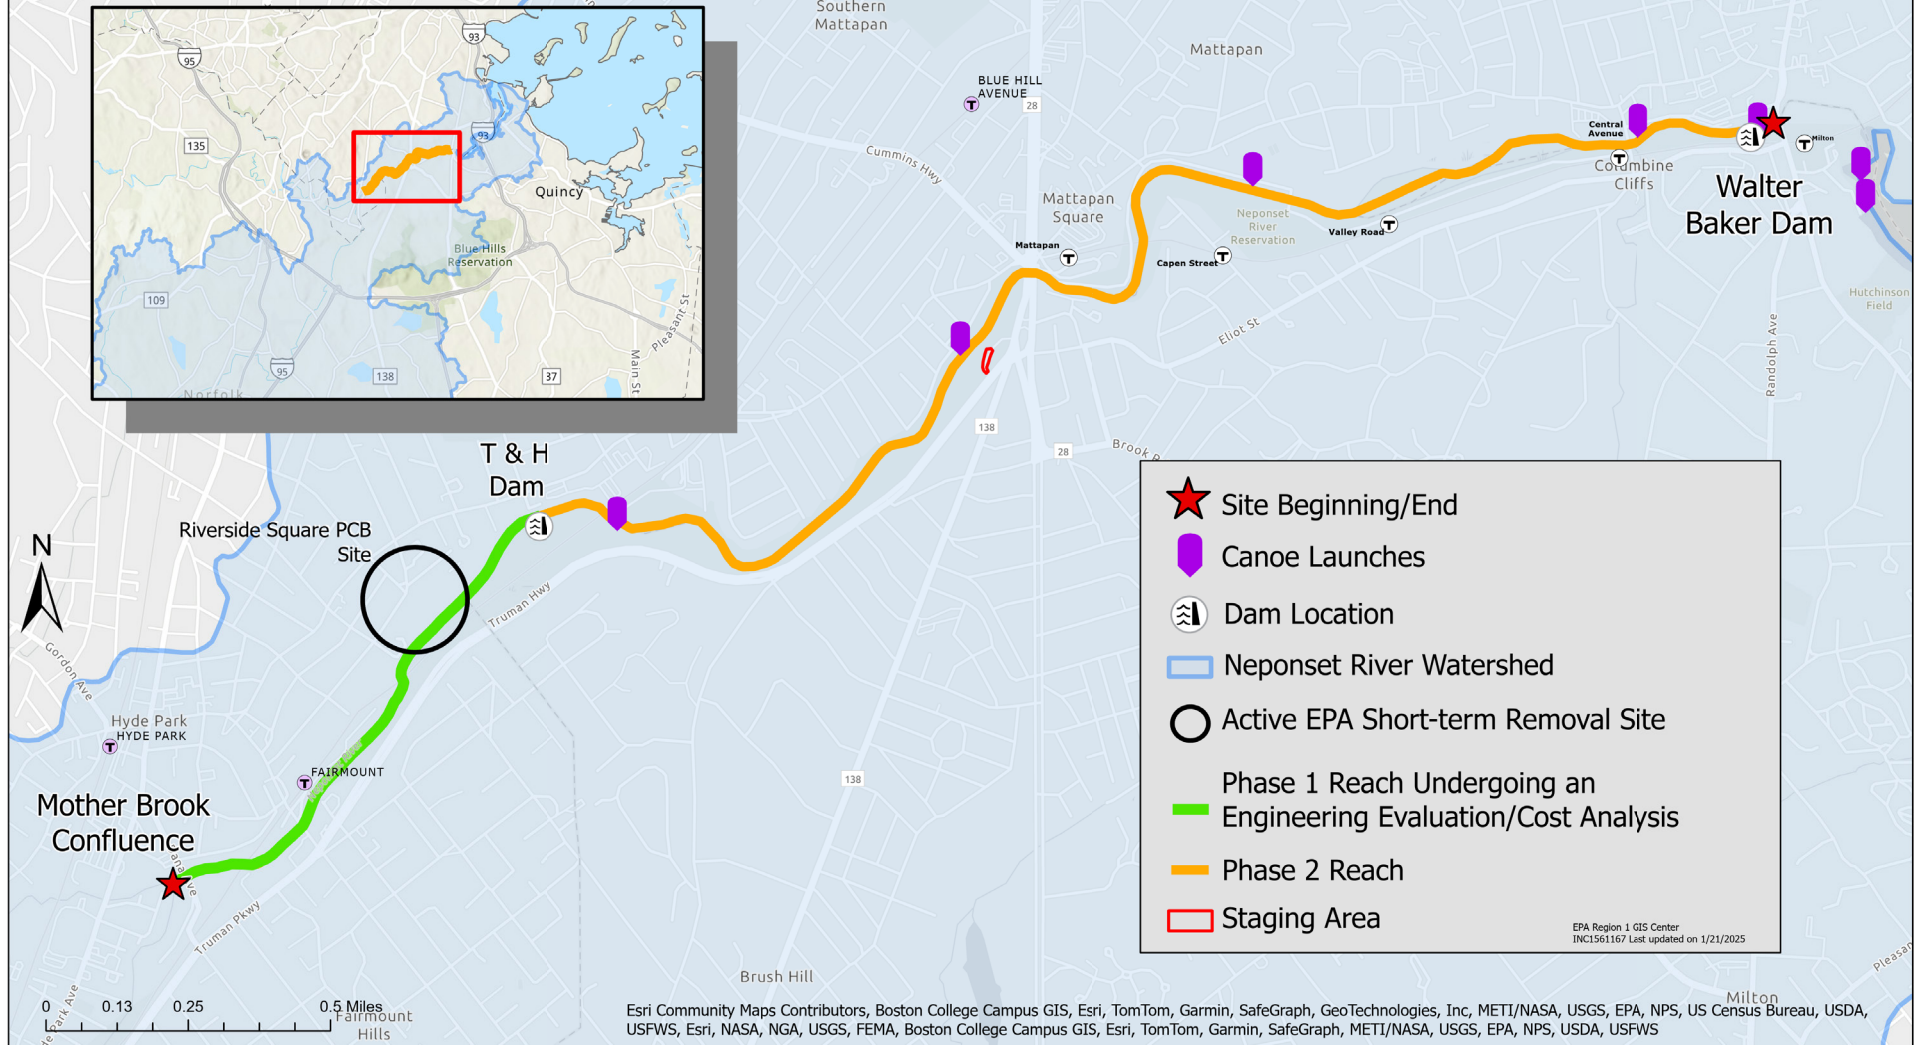 Southern
Mattapan
Mattapan
93
95
BLUE HILL
AVENUE
28
135
93
Quincy
Blue Hills
Reservation
109
Pleasant St
95
138
Main St
37
Norfolk
Cummins Hwy
Mattapan
Square
Mattapan
Neponset
River
Reservation
Capen Street
Valley Road
Central
Avenue
Columbine
Cliffs
Milton
Walter
Baker Dam
Hutchinson
Field
Eliot St
Randolph Ave
138
28
T & H
Dam
Riverside Square PCB
Site
N
Truman Hwy
Gordon Ave
Hyde Park
HYDE PARK
FAIRMOUNT
138
Mother Brook
Confluence
Truman Pkwy
Brush Hill
Site Beginning/End
Canoe Launches
Dam Location
Neponset River Watershed
Active EPA Short-term Removal Site
Phase 1 Reach Undergoing an
Engineering Evaluation/Cost Analysis
Phase 2 Reach
Staging Area
EPA Region 1 GIS Center
INC1561167 Last updated on 1/21/2025
Milton
0 0.13 0.25 0.5 Miles
Fairmount
Hills
Esri Community Maps Contributors, Boston College Campus GIS, Esri, TomTom, Garmin, SafeGraph, GeoTechnologies, Inc, METI/NASA, USGS, EPA, NPS, US Census Bureau, USDA,
USFWS, Esri, NASA, NGA, USGS, FEMA, Boston College Campus GIS, Esri, TomTom, Garmin, SafeGraph, METI/NASA, USGS, EPA, NPS, USDA, USFWS